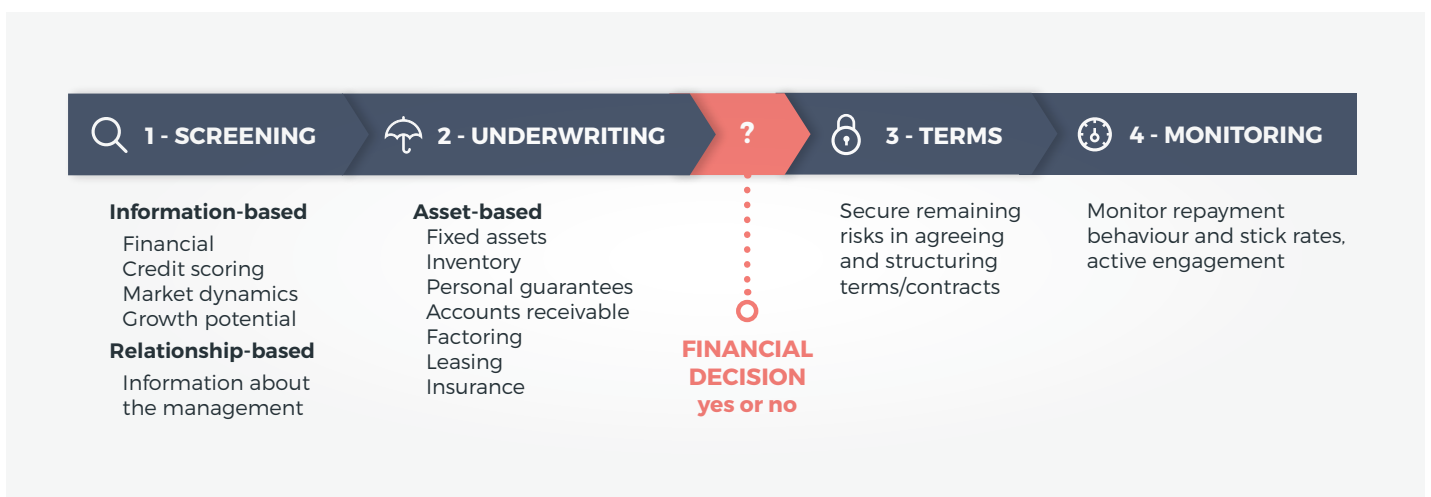 1 - SCREENING
2 - UNDERWRITING
?
3 - TERMS
4 - MONITORING
Information-based
Financial
Credit scoring
Market dynamics
Growth potential
Relationship-based
Information about
the management
Asset-based
Fixed assets
Inventory
Personal guarantees
Accounts receivable
Factoring
Leasing
Insurance
FINANCIAL
DECISION
yes or no
Secure remaining
risks in agreeing
and structuring
terms/contracts
Monitor repayment
behaviour and stick rates,
active engagement